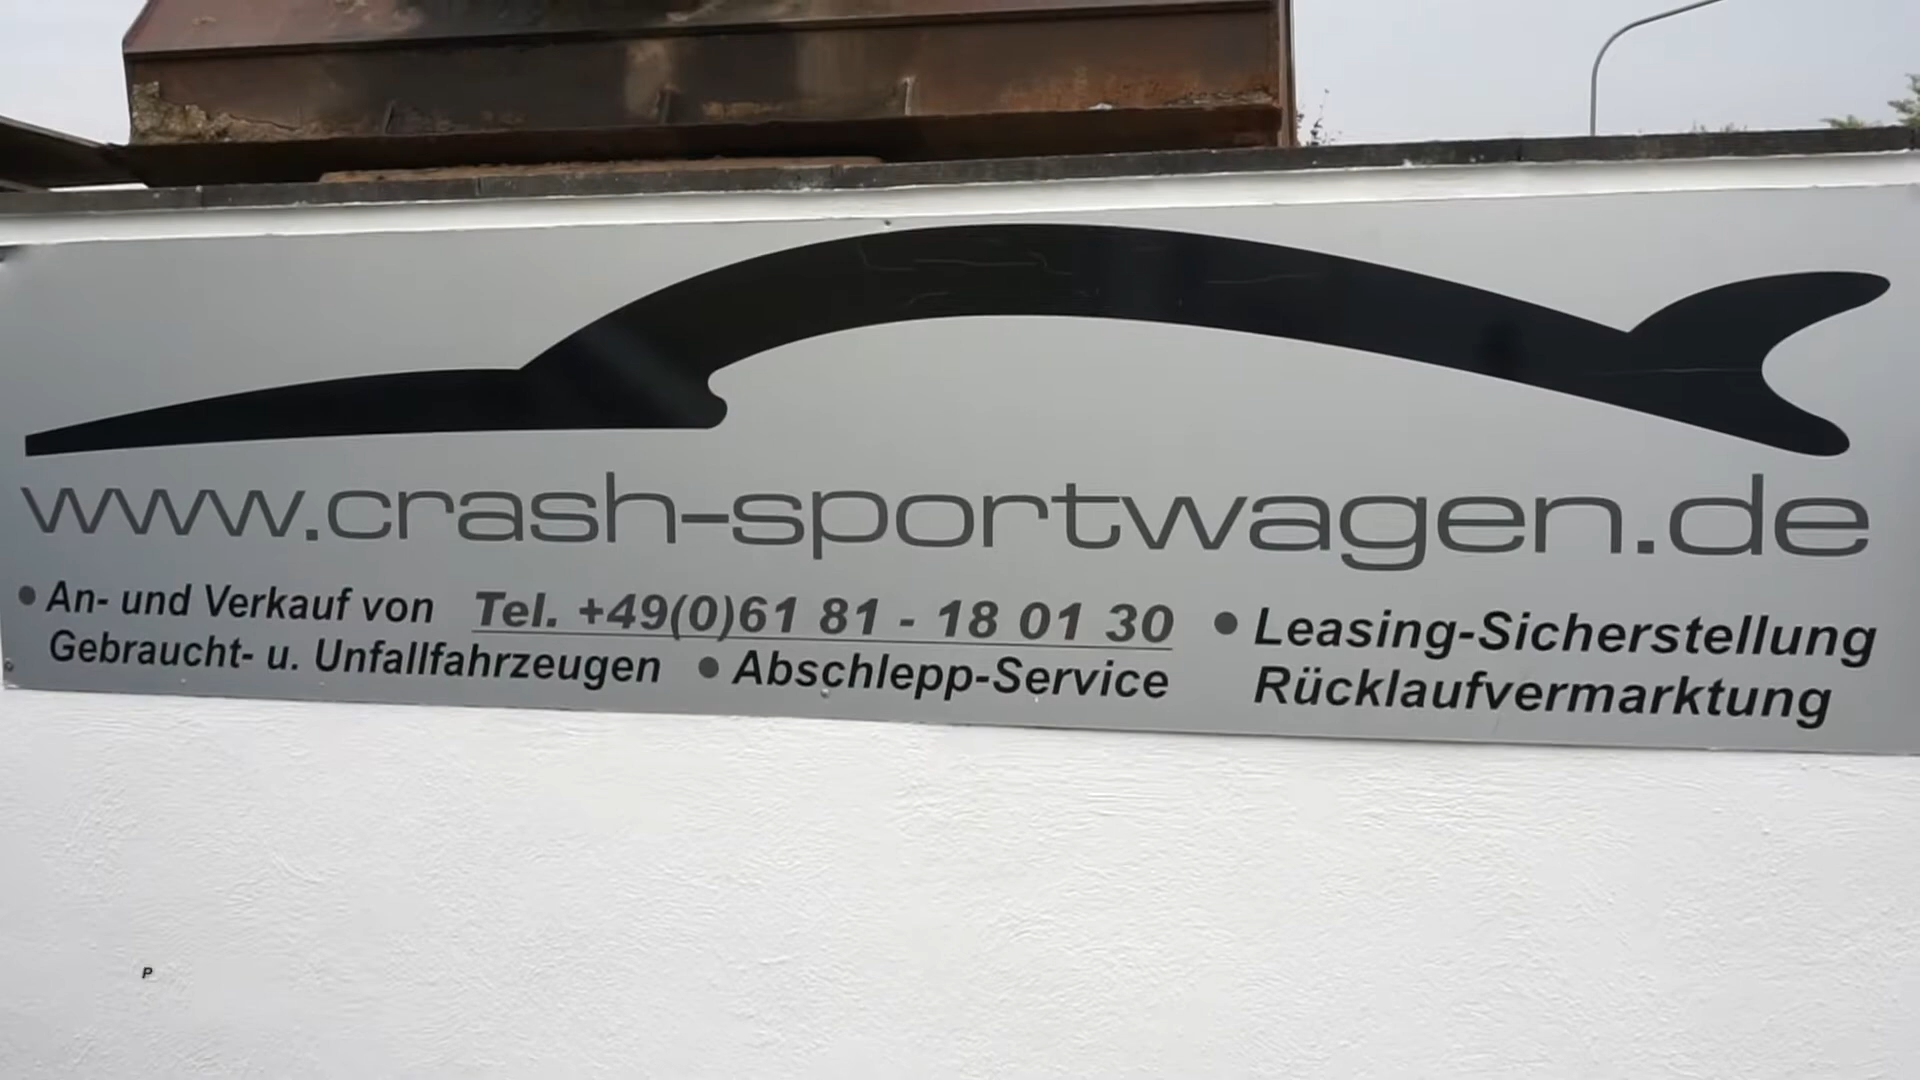 www.crash-sportwagen.de
• An- und Verkauf von
Gebraucht- u. Unfallfahrzeugen
Tel. +49(0)61 81 - 18 01 30
• Abschlepp-Service
• Leasing-Sicherstellung
Rücklaufvermarktung
P